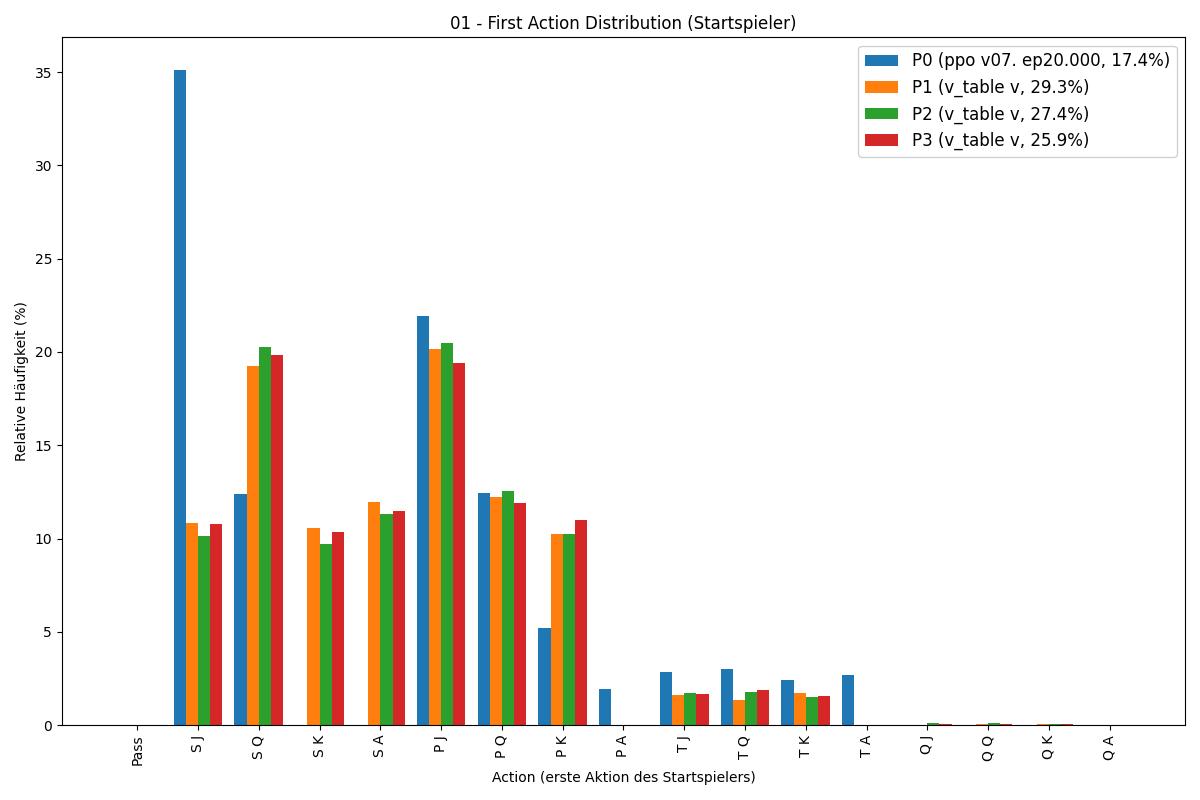 01 - First Action Distribution (Startspieler)
P0 (ppo v07. ep20.000, 17.4%)
P1 (v_table v, 29.3%)
P2 (v_table v, 27.4%)
P3 (v_table v, 25.9%)
Relative Häufigkeit (%)
35
30
25
20
15
10
5
0
Pass
S J
S Q
S K
S A
P J
P Q
P K
P A
T J
T Q
T K
T A
Q J
Q Q
Q K
Q A
Action (erste Aktion des Startspielers)